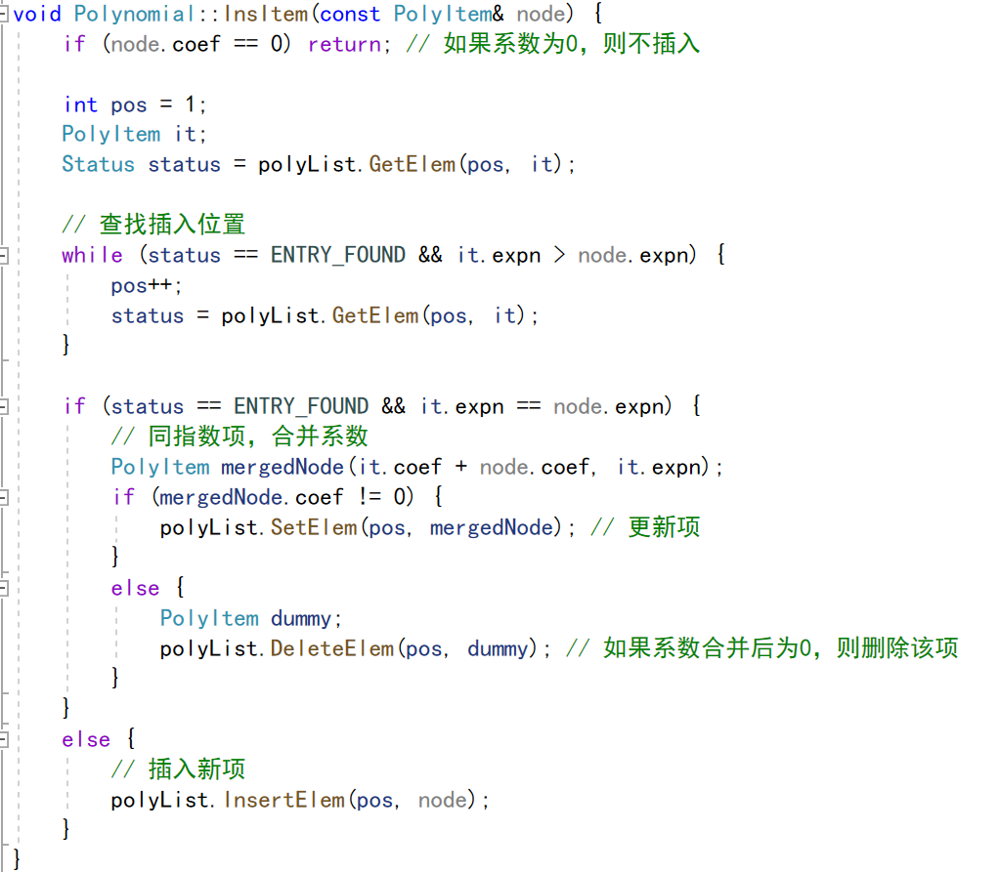 void Polynomial::InsItem(const PolyItem& node) {
    if (node.coef == 0) return; // 如果系数为0，则不插入

    int pos = 1;
    PolyItem it;
    Status status = polyList.GetElem(pos, it);

    // 查找插入位置
    while (status == ENTRY_FOUND && it.expn > node.expn) {
        pos++;
        status = polyList.GetElem(pos, it);
    }

    if (status == ENTRY_FOUND && it.expn == node.expn) {
        // 同指数项，合并系数
        PolyItem mergedNode(it.coef + node.coef, it.expn);
        if (mergedNode.coef != 0) {
            polyList.SetElem(pos, mergedNode); // 更新项
        }
        else {
            PolyItem dummy;
            polyList.DeleteElem(pos, dummy); // 如果系数合并后为0，则删除该项
        }
    }
    else {
        // 插入新项
        polyList.InsertElem(pos, node);
    }
}